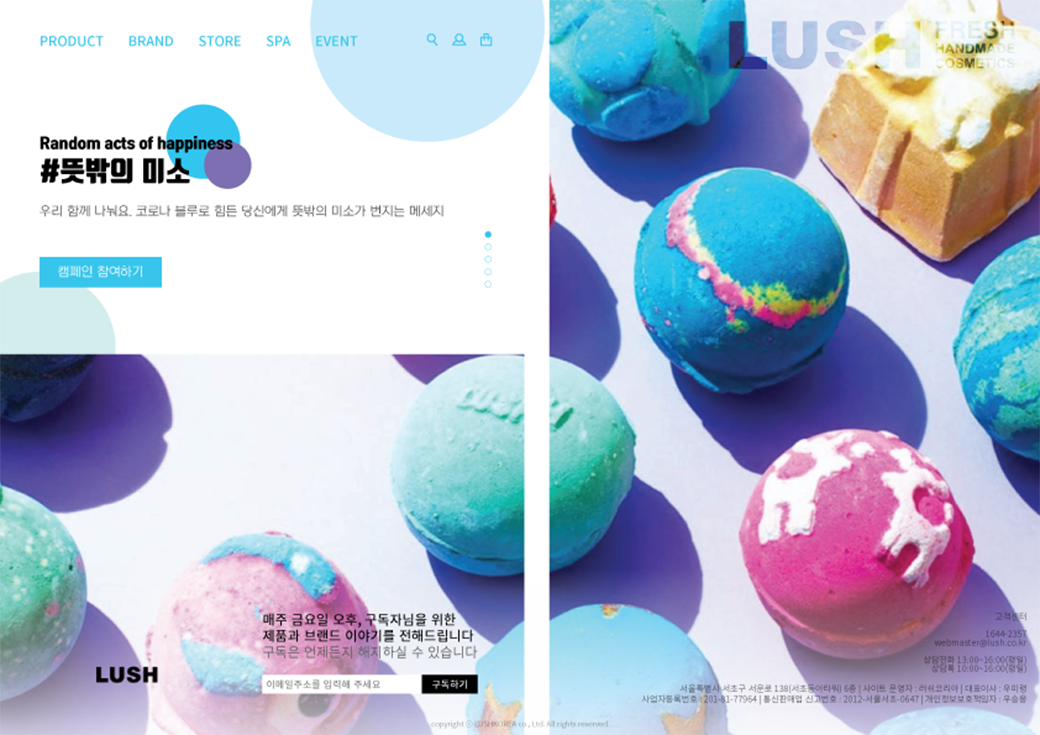 PRODUCT BRAND STORE SPA EVENT
LUSH FRESH
HANDMADE
COSMETICS
Random acts of happiness
#뜻밖의 미소
우리 함께 나눠요. 코로나 블루로 힘든 당신에게 뜻밖의 미소가 번지는 메세지
캠페인 참여하기
매주 금요일 오후, 구독자님을 위한
제품과 브랜드 이야기를 전해드립니다
구독은 언제든지 해지하실 수 있습니다
LUSH
이메일주소를 입력해 주세요 구독하기
고객센터
1644-2357
webmaster@lush.co.kr
상담전화 13:00~16:00(평일)
상담톡 10:00~16:00(평일)
서울특별시 서초구 서운로 138(서초동아타워) 6층 | 사이트 운영자 : 러쉬코리아 | 대표이사 : 우미령
사업자등록번호 : 201-81-77964 | 통신판매업 신고번호 : 2012-서울서초-0647 | 개인정보보호책임자 : 우승용
copyright ⓒ LUSHKOREA co., Ltd. All rights reserved.